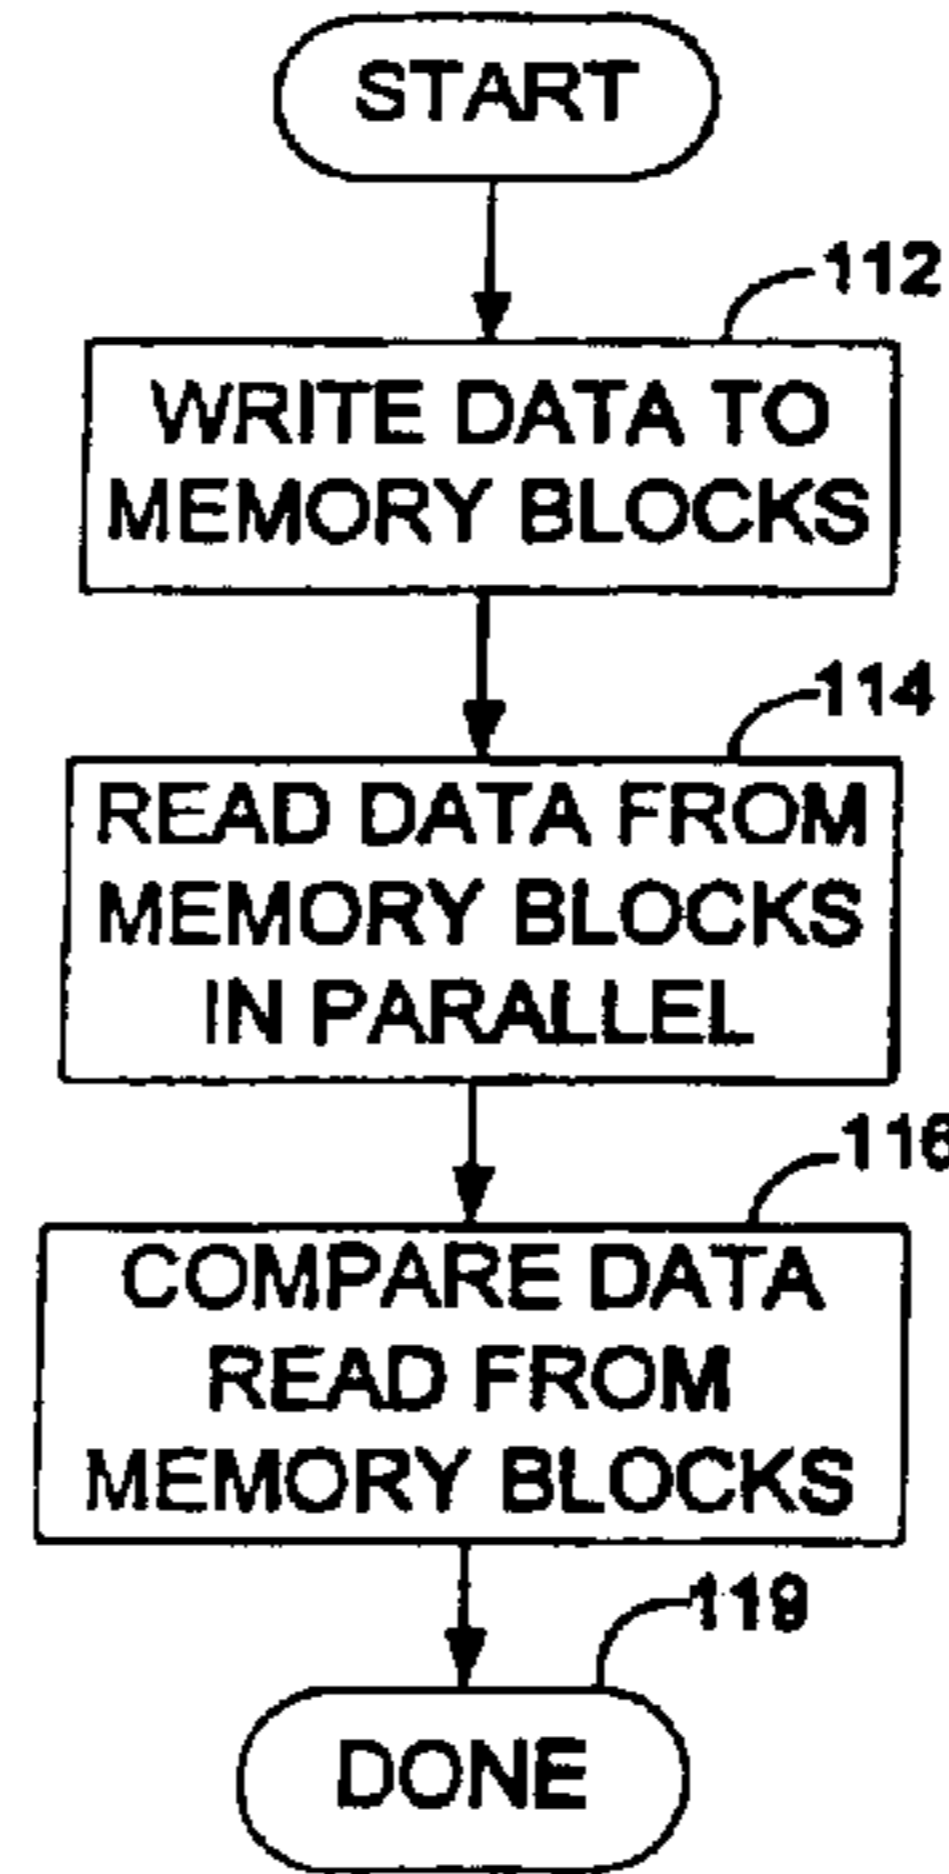 START
112
WRITE DATA TO
MEMORY BLOCKS
114
READ DATA FROM
MEMORY BLOCKS
IN PARALLEL
116
COMPARE DATA
READ FROM
MEMORY BLOCKS
119
DONE